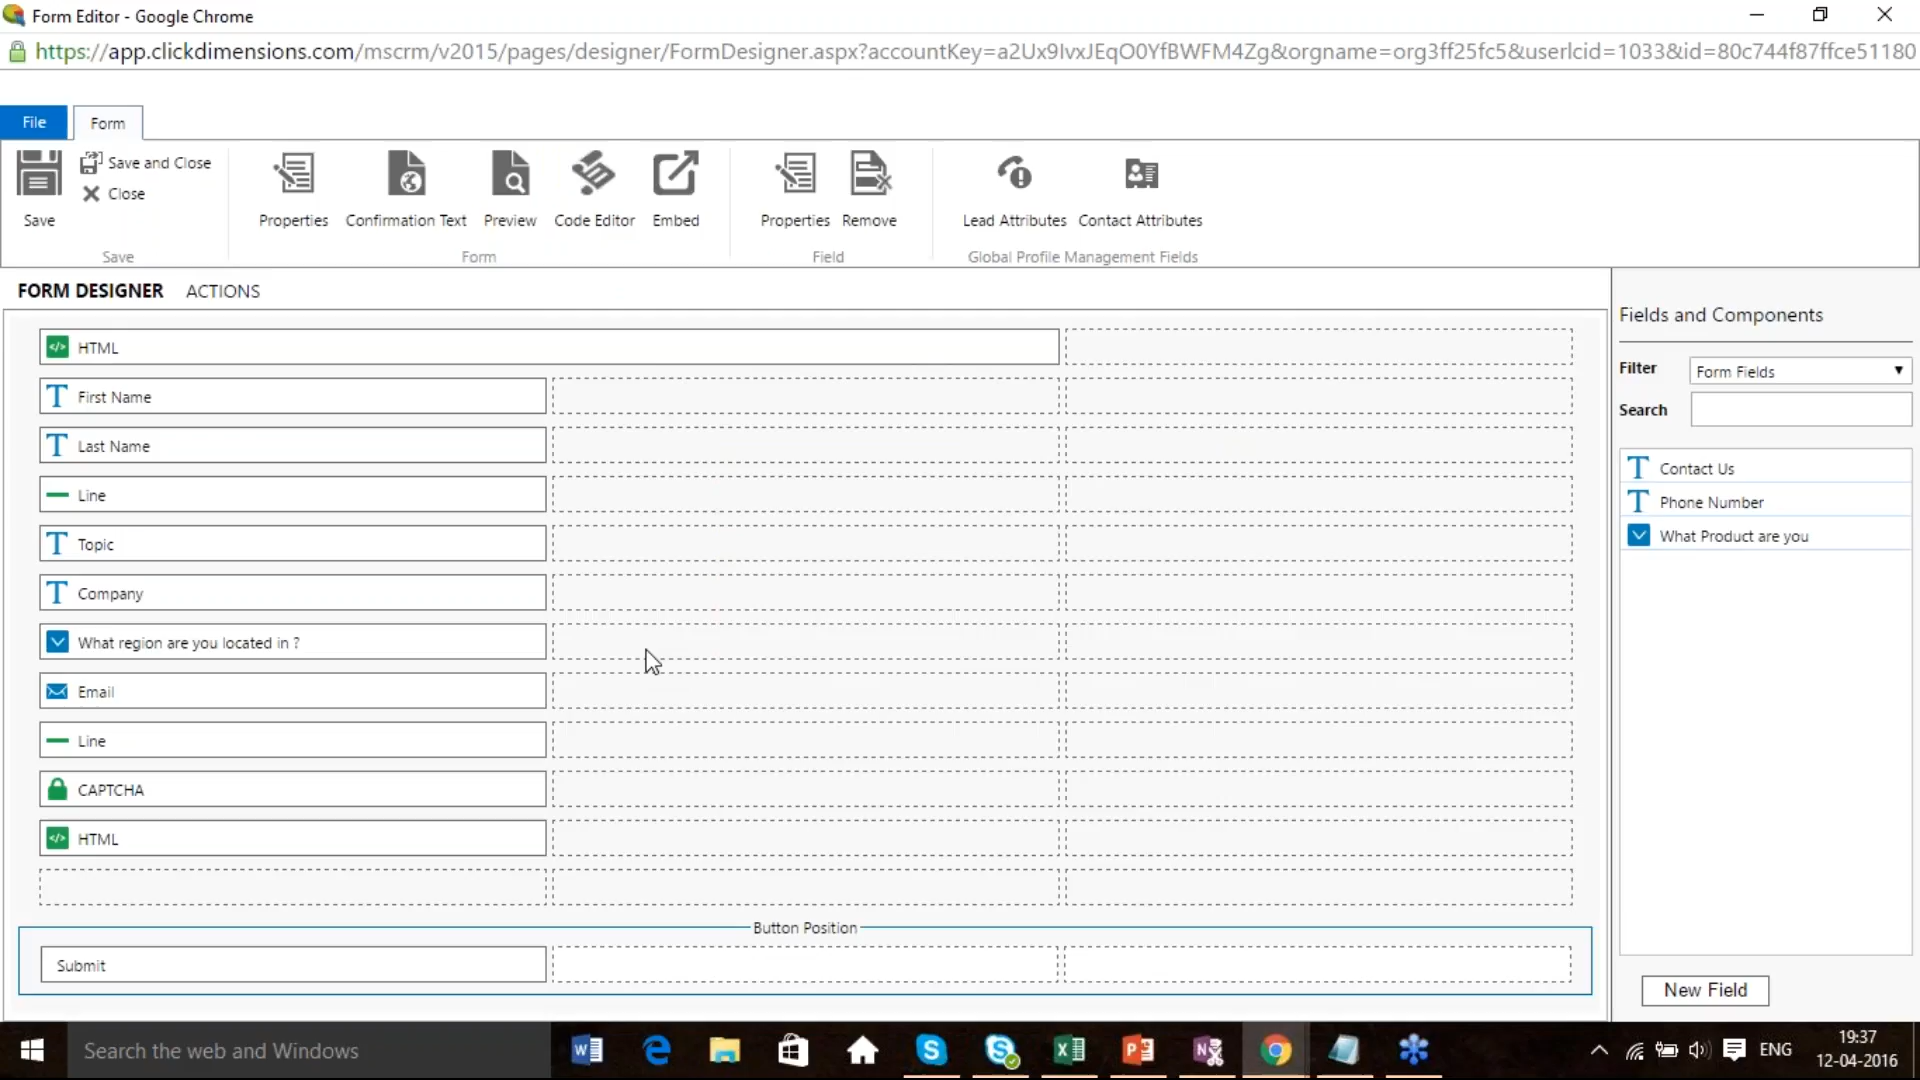 Form Editor - Google Chrome
https://app.clickdimensions.com/mscrm/v2015/pages/designer/FormDesigner.aspx?accountKey=a2Ux9IvxJEqO0YfBWFM4Zg&orgname=org3ff25fc5&userlcid=1033&id=80c744f87ffce51180
File Form
Save and Close
Close
Save Properties Confirmation Text Preview Code Editor Embed Properties Remove Lead Attributes Contact Attributes
Save Form Field Global Profile Management Fields
FORM DESIGNER ACTIONS
HTML
First Name
Last Name
Line
Topic
Company
What region are you located in ?
Email
Line
CAPTCHA
HTML
Button Position
Submit
Fields and Components
Filter Form Fields
Search
Contact Us
Phone Number
What Product are you
New Field
Search the web and Windows
ENG
19:37
12-04-2016